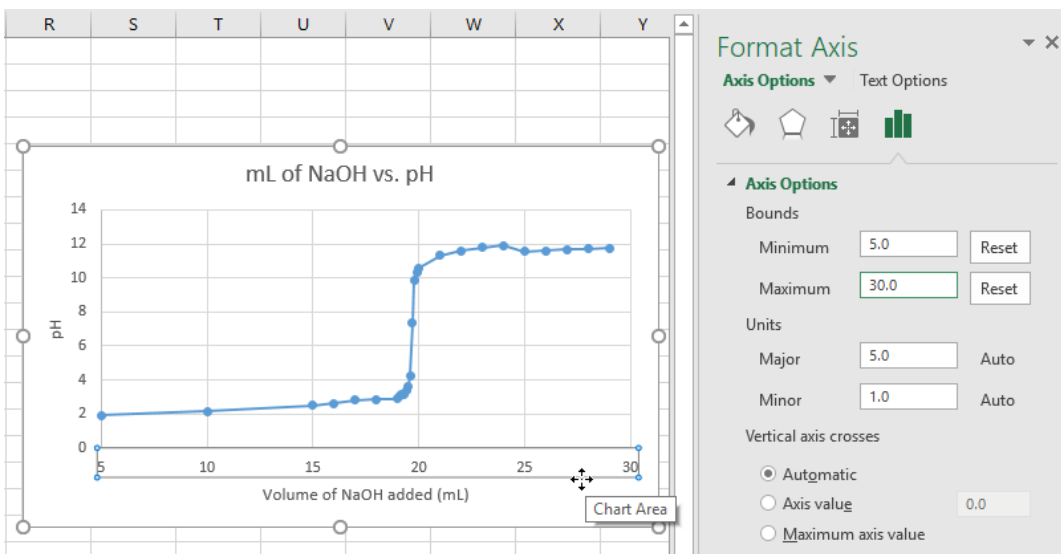 R S T U V W X Y
mL of NaOH vs. pH
14
12
10
8
6
4
2
0
pH
5 10 15 20 25 30
Volume of NaOH added (mL)
Chart Area
Format Axis
Axis Options Text Options
Axis Options
Bounds
Minimum 5.0 Reset
Maximum 30.0 Reset
Units
Major 5.0 Auto
Minor 1.0 Auto
Vertical axis crosses
Automatic
Axis value 0.0
Maximum axis value